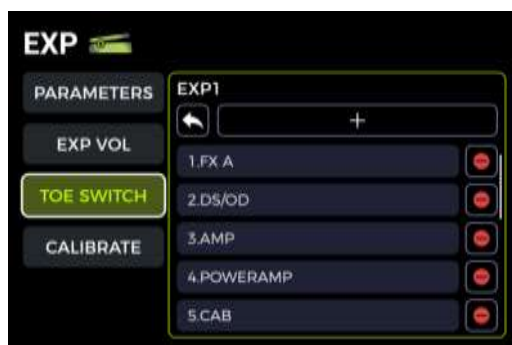 EXP
PARAMETERS
EXP VOL
TOE SWITCH
CALIBRATE
EXP1
+
1.FX A
2.DS/OD
3.AMP
4.POWERAMP
5.CAB